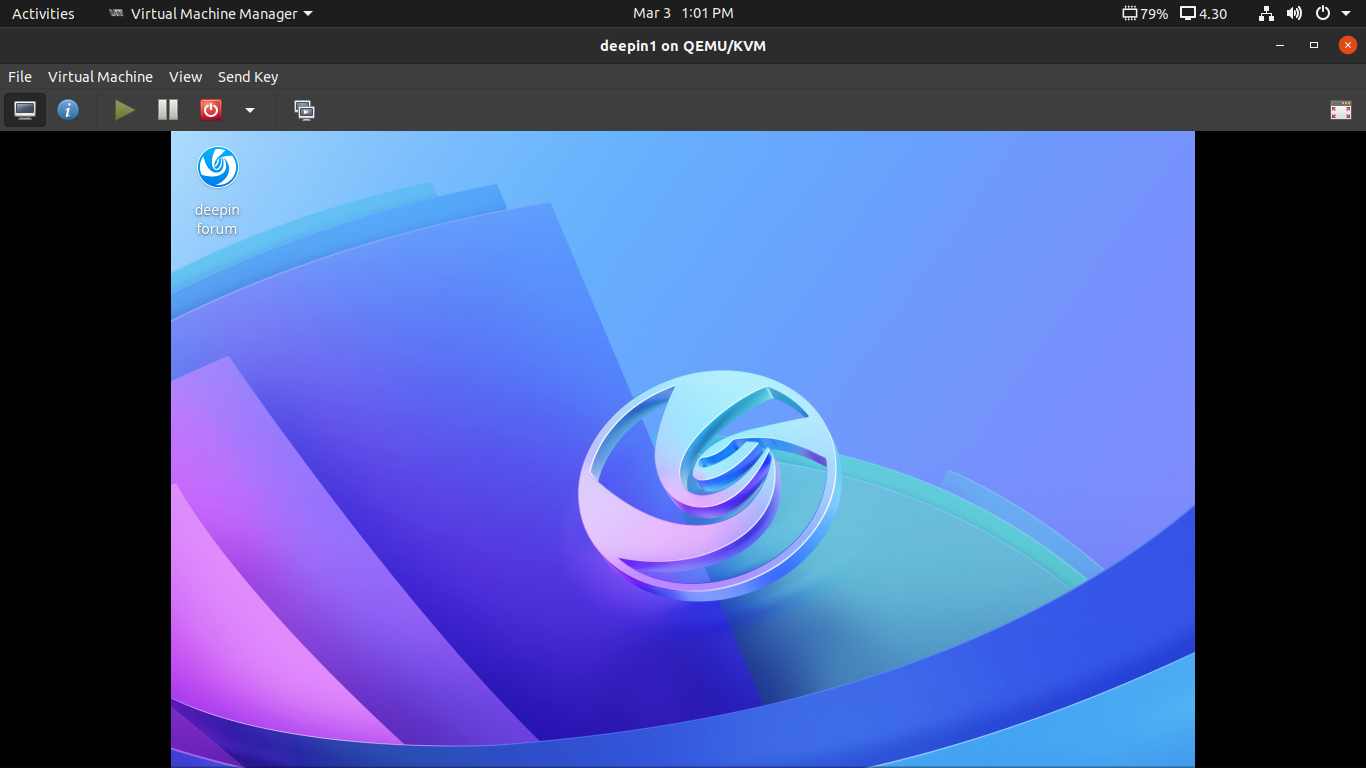 Activities Virtual Machine Manager Mar 3 1:01 PM 79% 4.30
deepin1 on QEMU/KVM
File Virtual Machine View Send Key
deepin
forum